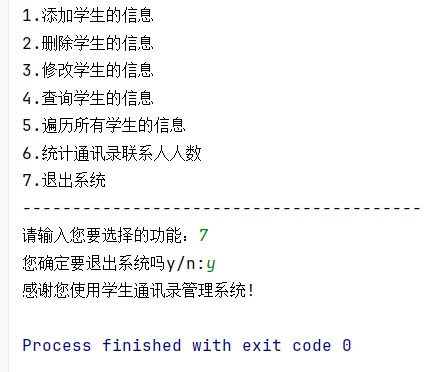 1.添加学生的信息
2.删除学生的信息
3.修改学生的信息
4.查询学生的信息
5.遍历所有学生的信息
6.统计通讯录联系人人数
7.退出系统
----------------------------------------
请输入您要选择的功能：7
您确定要退出系统吗y/n:y
感谢您使用学生通讯录管理系统!
Process finished with exit code 0